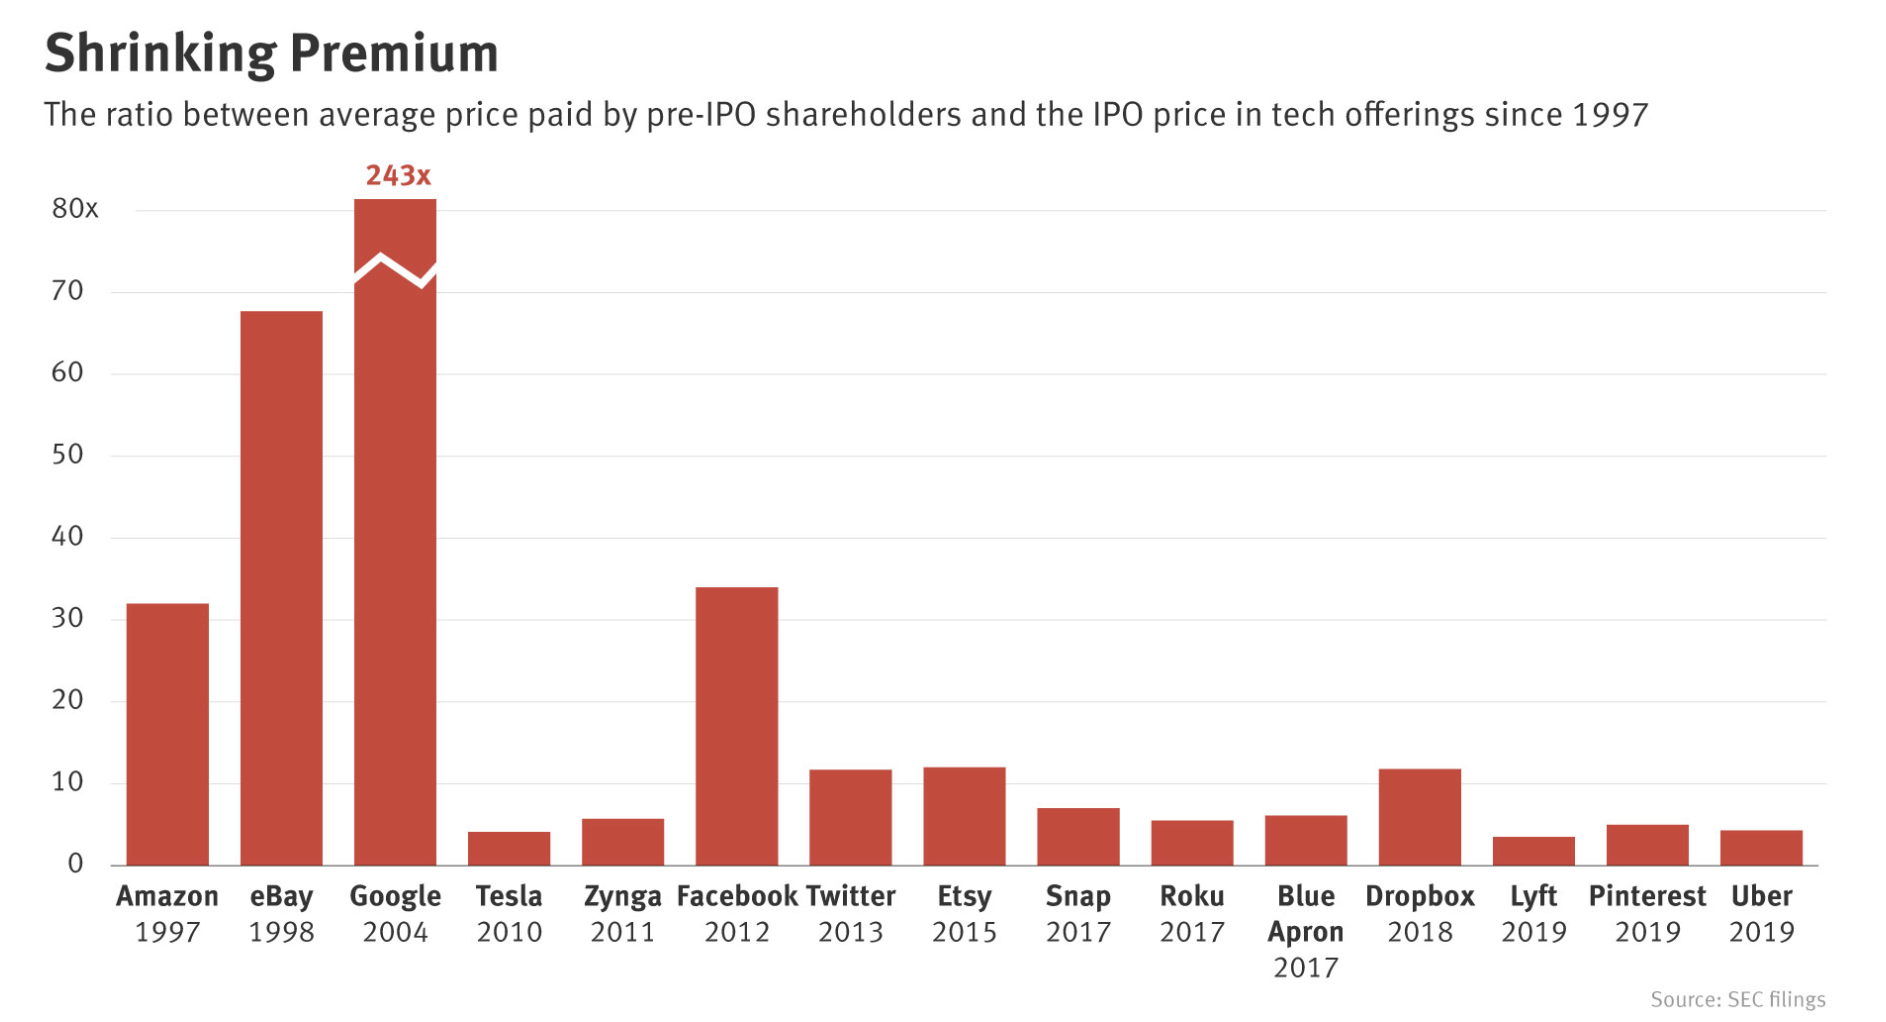 Shrinking Premium
The ratio between average price paid by pre-IPO shareholders and the IPO price in tech offerings since 1997
243x
80x
70
60
50
40
30
20
10
0
Amazon
1997
eBay
1998
Google
2004
Tesla
2010
Zynga
2011
Facebook
2012
Twitter
2013
Etsy
2015
Snap
2017
Roku
2017
Blue
Apron
2017
Dropbox
2018
Lyft
2019
Pinterest
2019
Uber
2019
Source: SEC filings